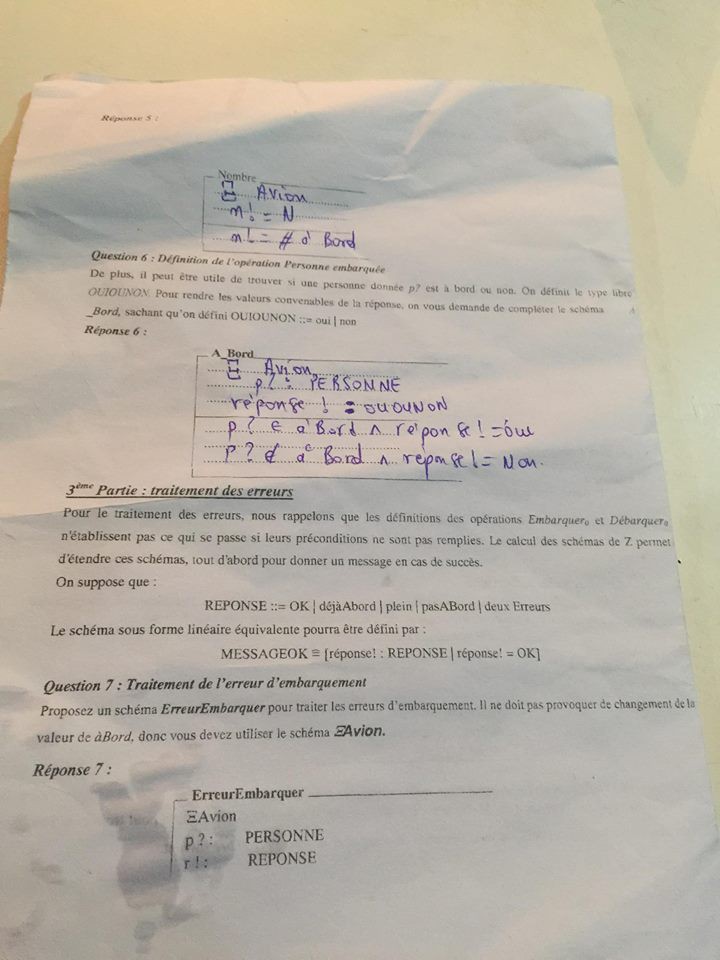 Réponse 5 :
Nombre
Ξ Avion
n! = N
n! = # à Bord
Question 6 : Définition de l'opération Personne embarquée
De plus, il peut être utile de trouver si une personne donnée p? est à bord ou non. On définit le type libre
OUIOUNON. Pour rendre les valeurs convenables de la réponse, on vous demande de compléter le schéma A
_Bord, sachant qu'on défini OUIOUNON ::= oui | non
Réponse 6 :
A_Bord
Ξ Avion
p? : PERSONNE
réponse ! : OUOUNON
p? ∈ à Bord ∧ réponse! = oui
P? ∉ à Bord ∧ reponse! = Non.
3ème Partie : traitement des erreurs
Pour le traitement des erreurs, nous rappelons que les définitions des opérations Embarquer₀ et Débarquer₀
n'établissent pas ce qui se passe si leurs préconditions ne sont pas remplies. Le calcul des schémas de Z permet
d'étendre ces schémas, tout d'abord pour donner un message en cas de succès.
On suppose que :
REPONSE ::= OK | déjàAbord | plein | pasABord | deux Erreurs
Le schéma sous forme linéaire équivalente pourra être défini par :
MESSAGEOK ≡ [réponse! : REPONSE | réponse! = OK]
Question 7 : Traitement de l'erreur d'embarquement
Proposez un schéma ErreurEmbarquer pour traiter les erreurs d'embarquement. Il ne doit pas provoquer de changement de la
valeur de àBord, donc vous devez utiliser le schéma ΞAvion.
Réponse 7 :
ErreurEmbarquer
ΞAvion
p? : PERSONNE
r! : REPONSE